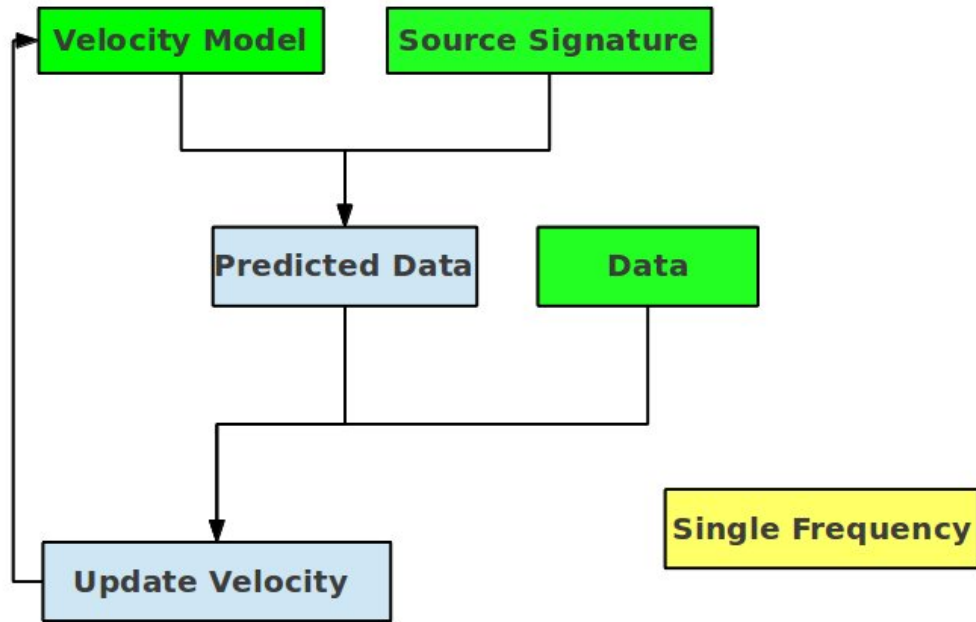 Velocity Model
Source Signature
Predicted Data
Data
Single Frequency
Update Velocity